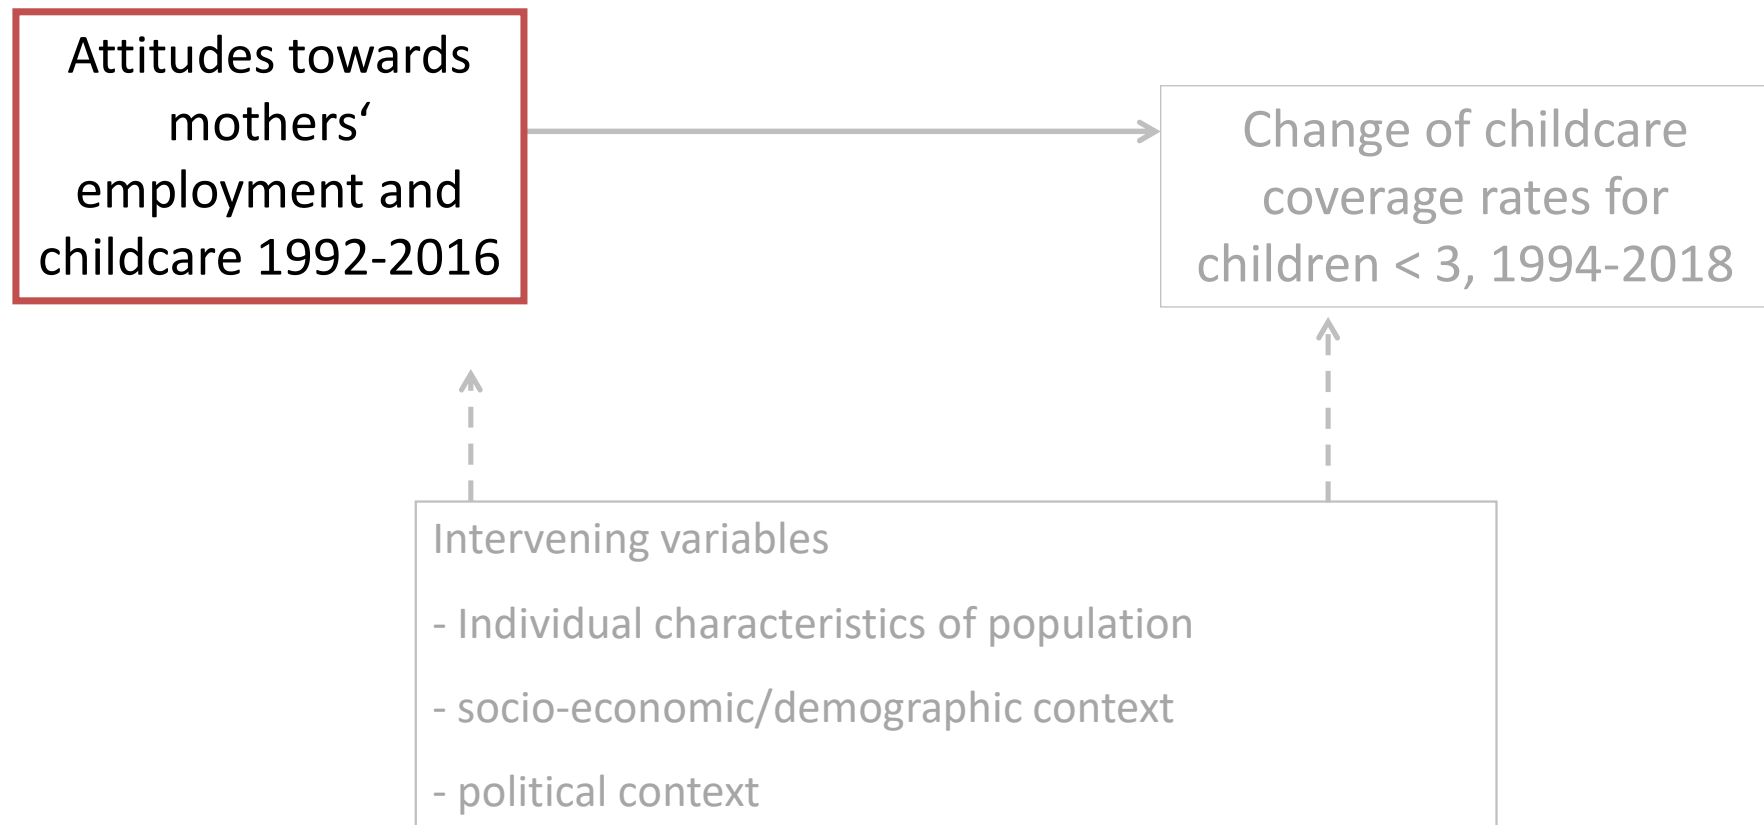 Attitudes towards
mothers‘
employment and
childcare 1992-2016
Change of childcare
coverage rates for
children < 3, 1994-2018
Intervening variables
- Individual characteristics of population
- socio-economic/demographic context
- political context